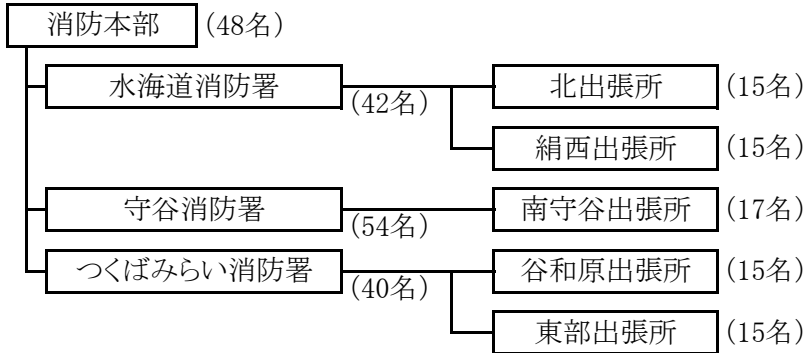 消防本部 (48名)
水海道消防署 (42名) 北出張所 (15名)
絹西出張所 (15名)
守谷消防署 (54名) 南守谷出張所 (17名)
つくばみらい消防署 (40名) 谷和原出張所 (15名)
東部出張所 (15名)